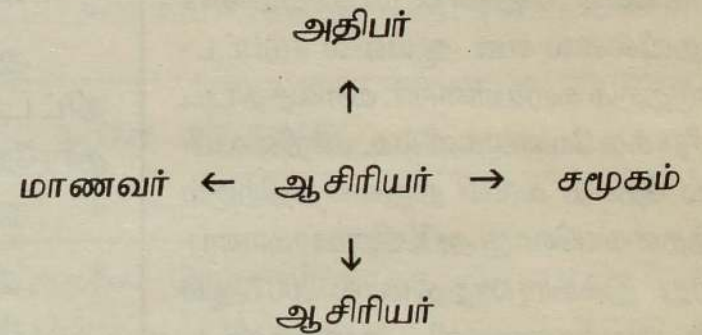 அதிபர்
↑
மாணவர் ← ஆசிரியர் → சமூகம்
↓
ஆசிரியர்